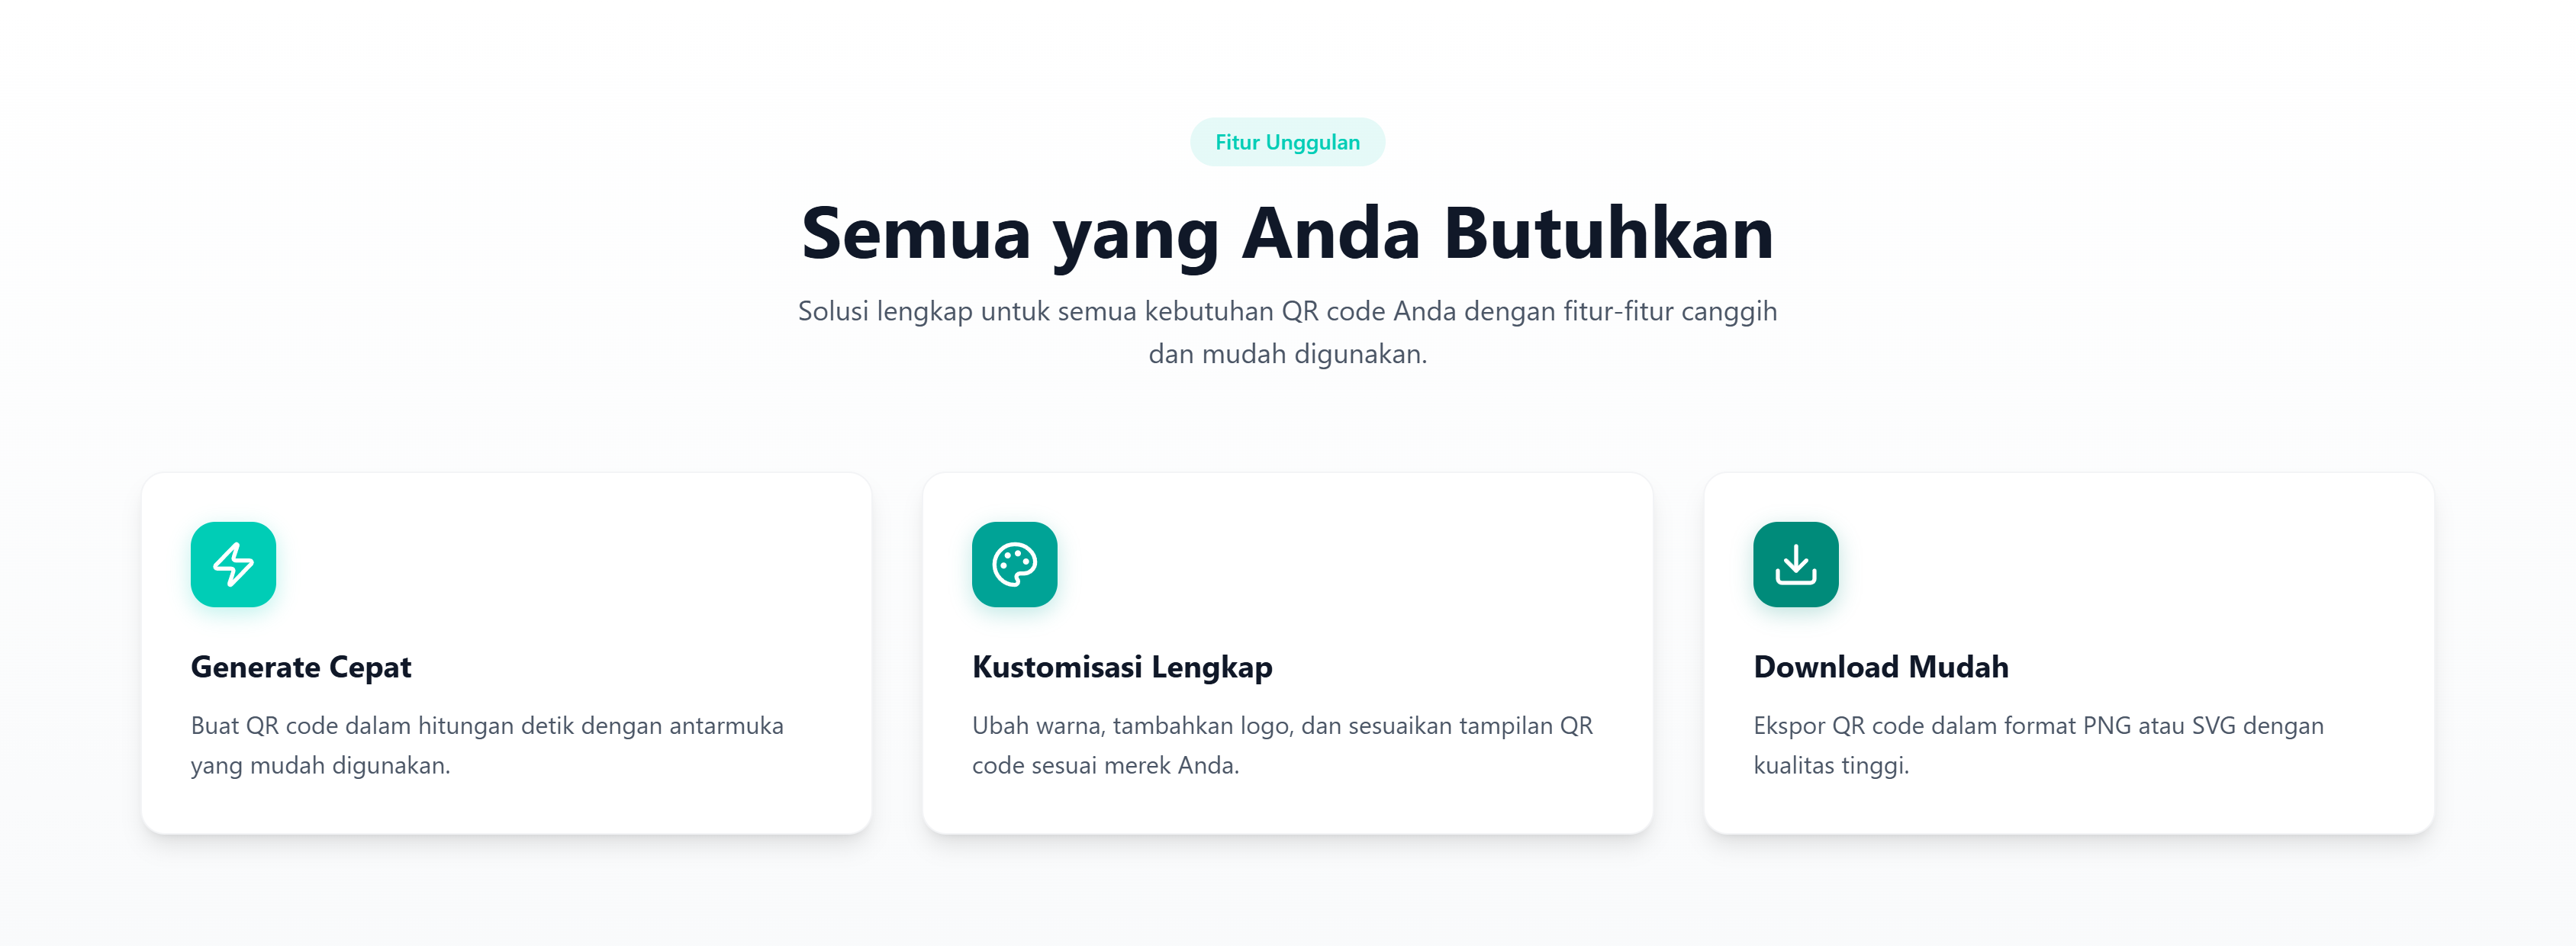 Fitur Unggulan
Semua yang Anda Butuhkan
Solusi lengkap untuk semua kebutuhan QR code Anda dengan fitur-fitur canggih
dan mudah digunakan.
Generate Cepat
Buat QR code dalam hitungan detik dengan antarmuka
yang mudah digunakan.
Kustomisasi Lengkap
Ubah warna, tambahkan logo, dan sesuaikan tampilan QR
code sesuai merek Anda.
Download Mudah
Ekspor QR code dalam format PNG atau SVG dengan
kualitas tinggi.